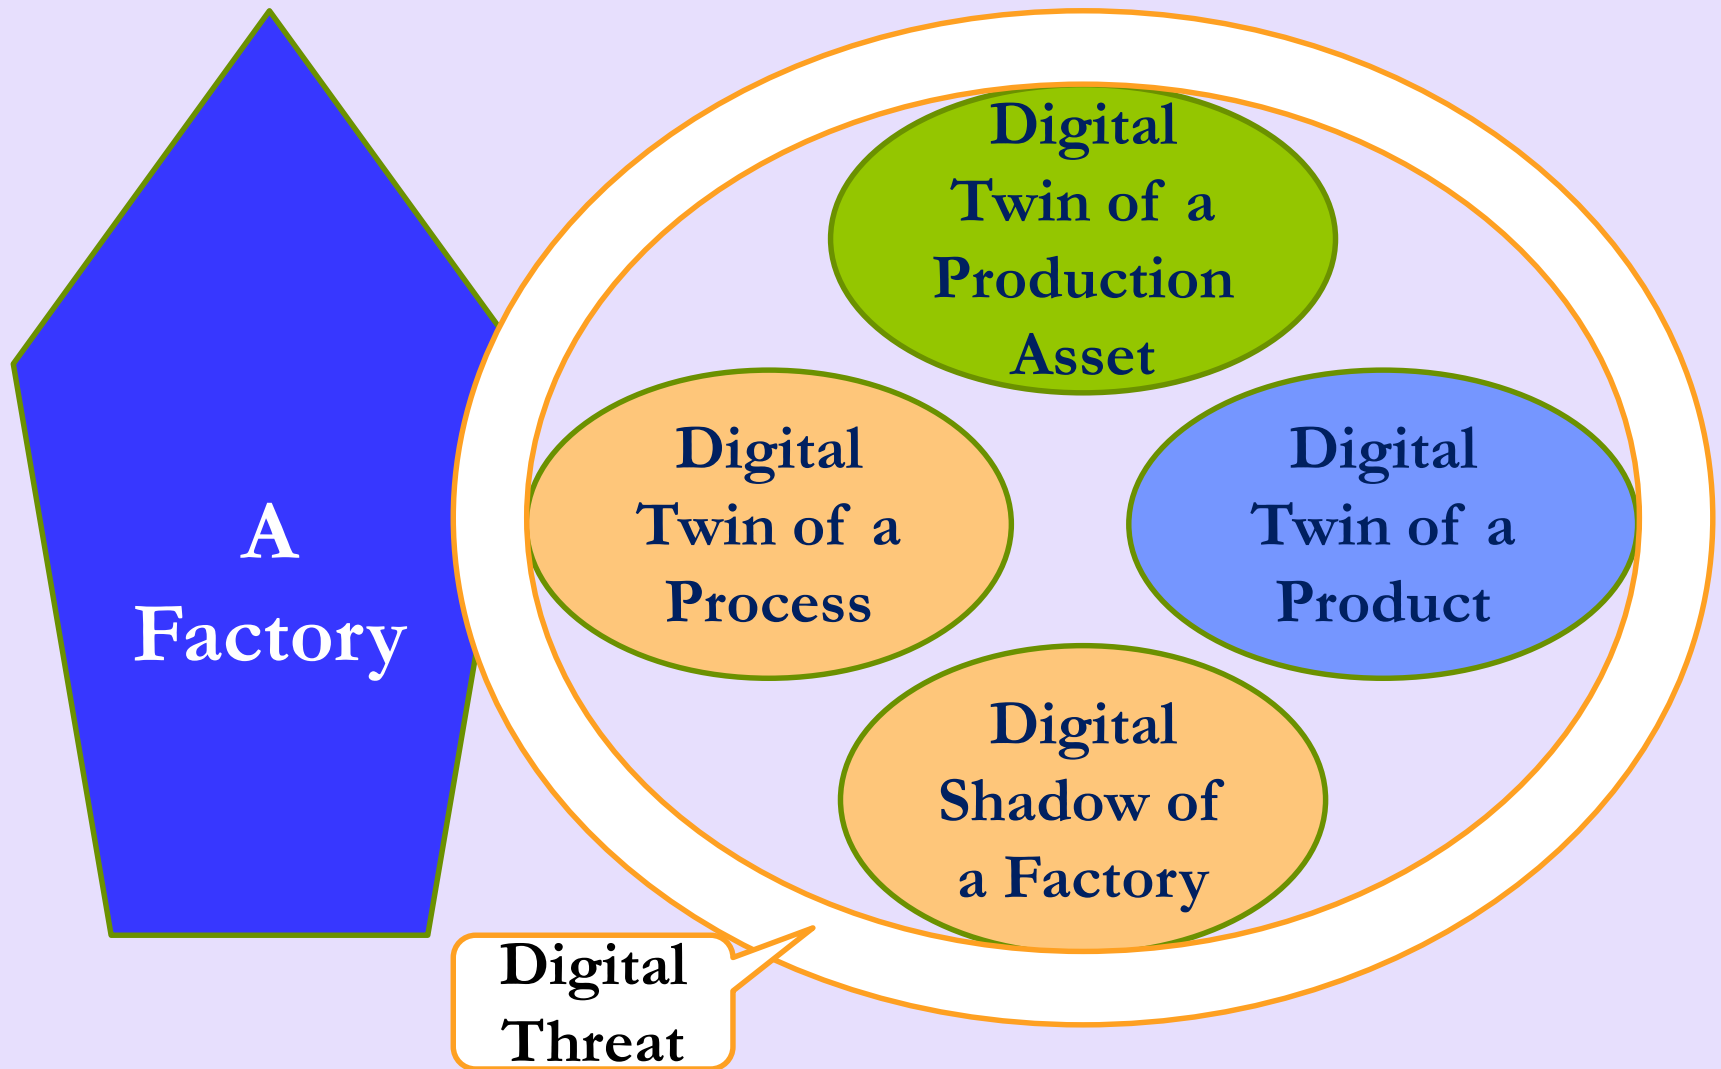 A
Factory
Digital
Twin of a
Production
Asset
Digital
Twin of a
Process
Digital
Twin of a
Product
Digital
Shadow of
a Factory
Digital
Threat